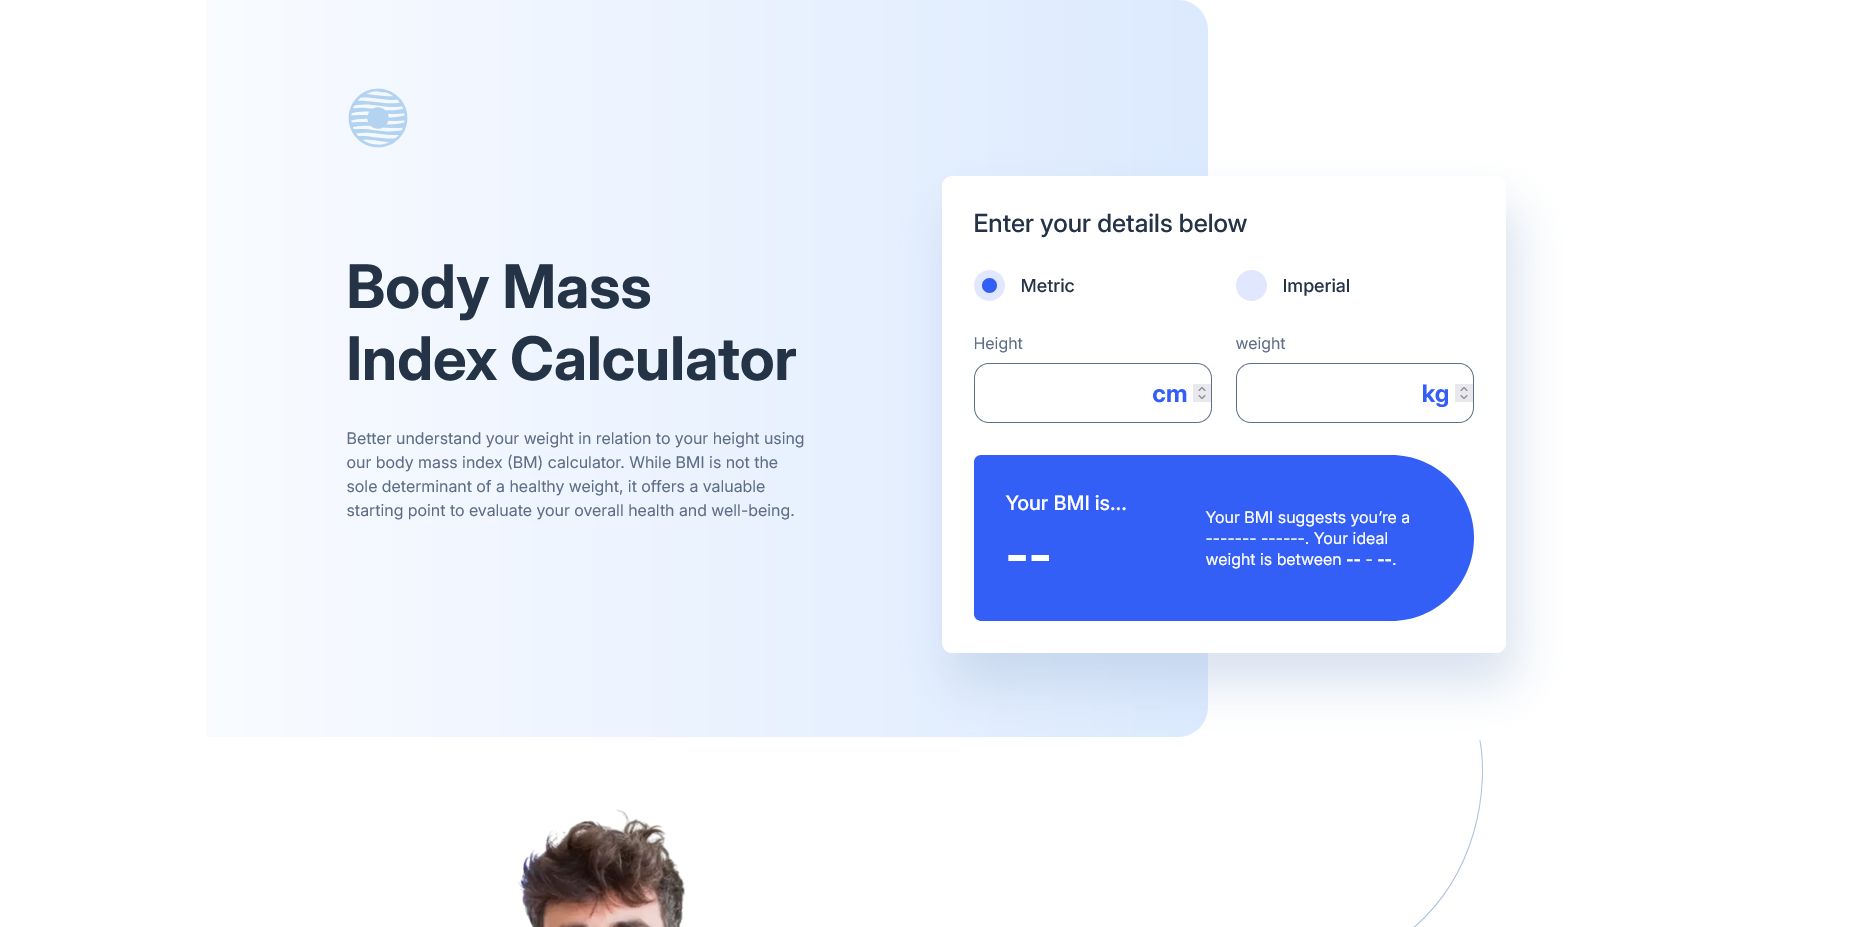 Body Mass
Index Calculator
Better understand your weight in relation to your height using
our body mass index (BM) calculator. While BMI is not the
sole determinant of a healthy weight, it offers a valuable
starting point to evaluate your overall health and well-being.
Enter your details below
Metric
Imperial
Height
weight
cm
kg
Your BMI is...
--
Your BMI suggests you’re a
------- ------. Your ideal
weight is between -- - --.